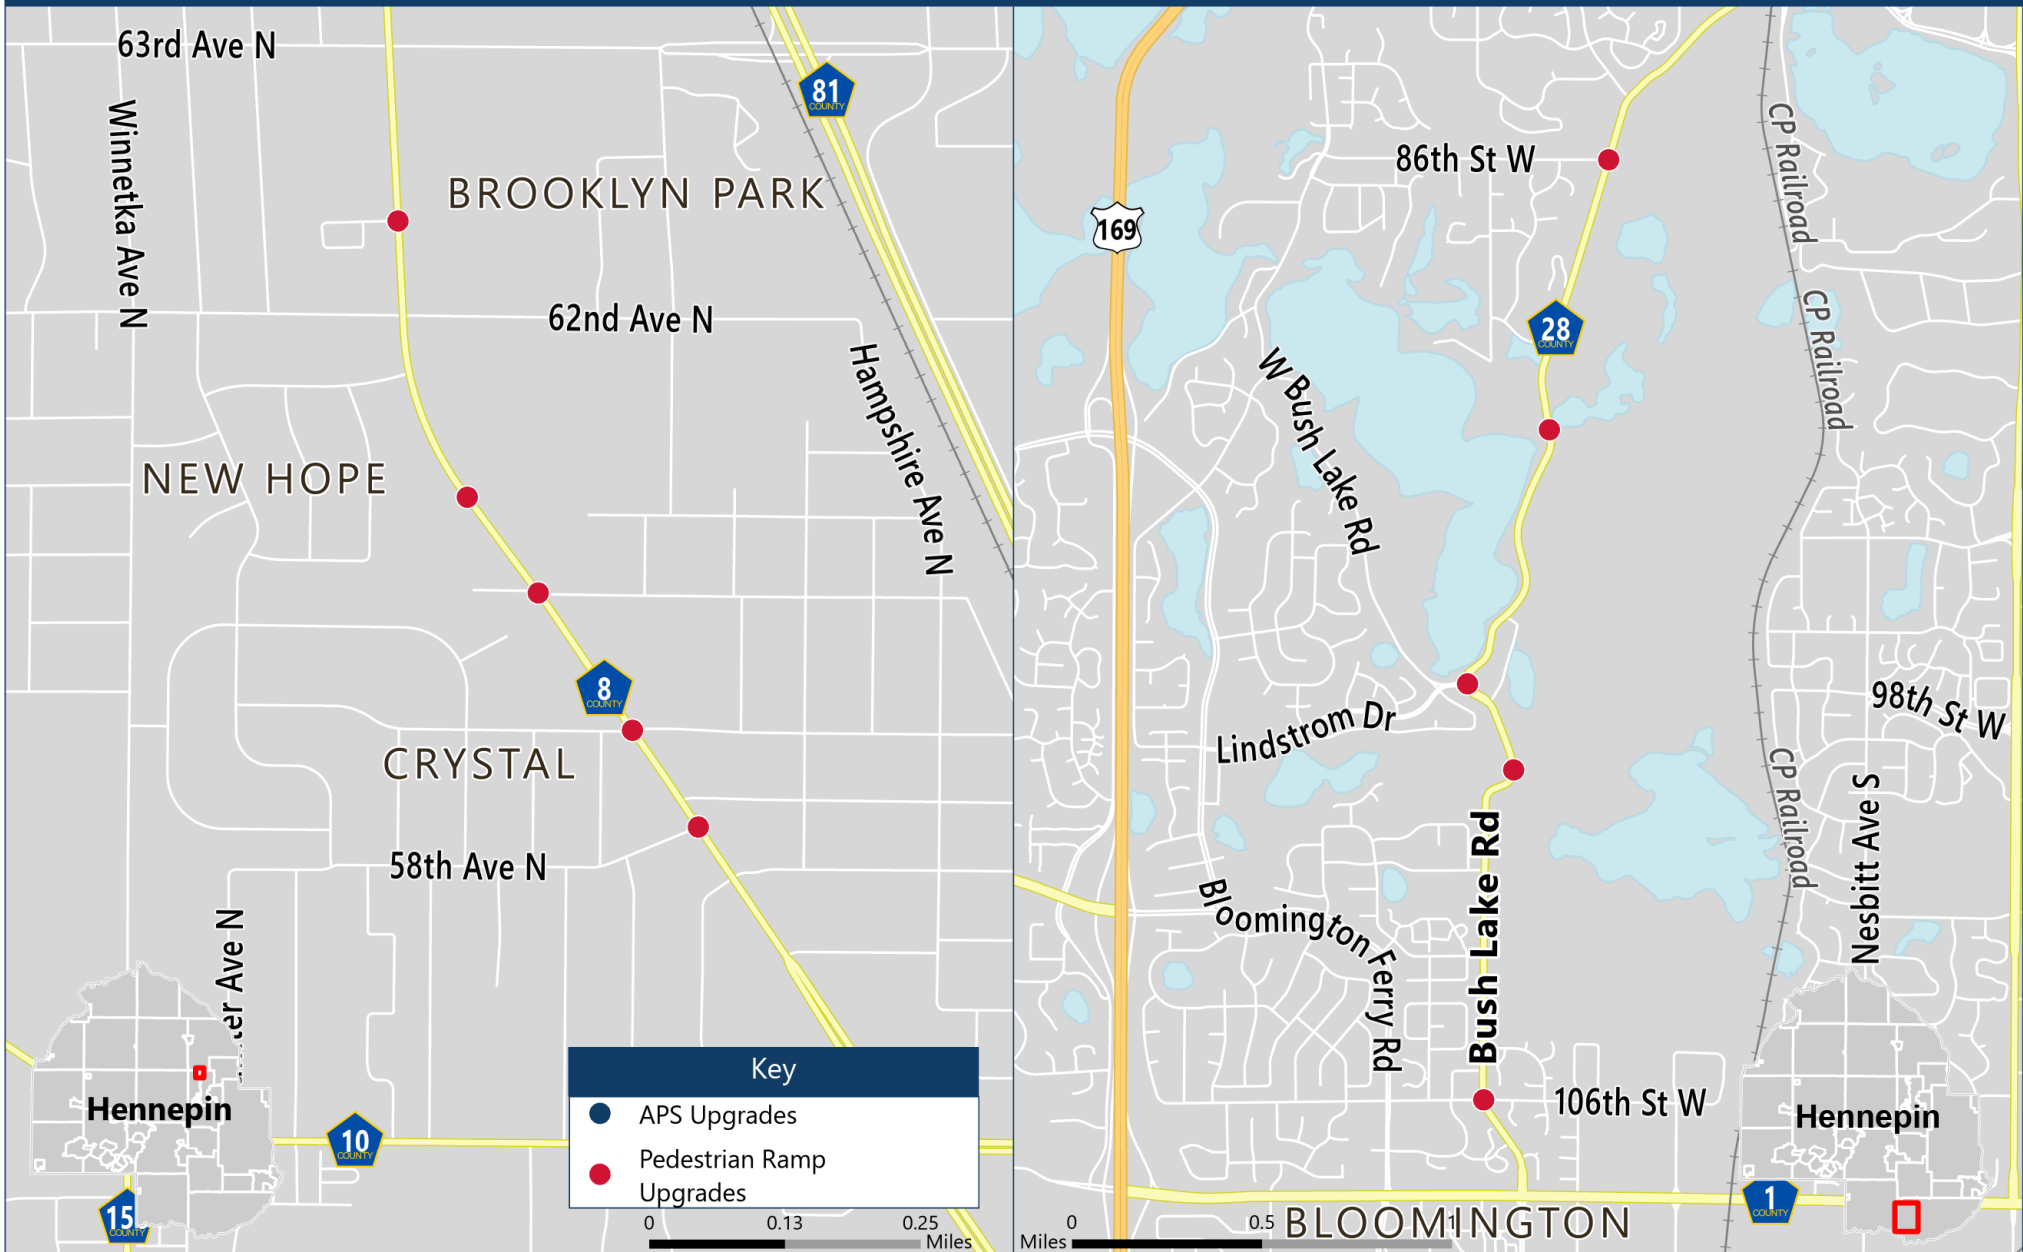 63rd Ave N
81
COUNTY
Winnetka Ave N
BROOKLYN PARK
62nd Ave N
Hampshire Ave N
NEW HOPE
8
COUNTY
CRYSTAL
58th Ave N
Ave N
Hennepin
10
COUNTY
15
COUNTY
Key
APS Upgrades
Pedestrian Ramp
Upgrades
0 0.13 0.25
Miles
86th St W
CP Railroad
169
CP Railroad
28
COUNTY
W Bush Lake Rd
98th St W
Lindstrom Dr
CP Railroad
Nesbitt Ave S
Bush Lake Rd
Bloomington Ferry Rd
106th St W
Hennepin
1
COUNTY
BLOOMINGTON
0 0.5 1
Miles